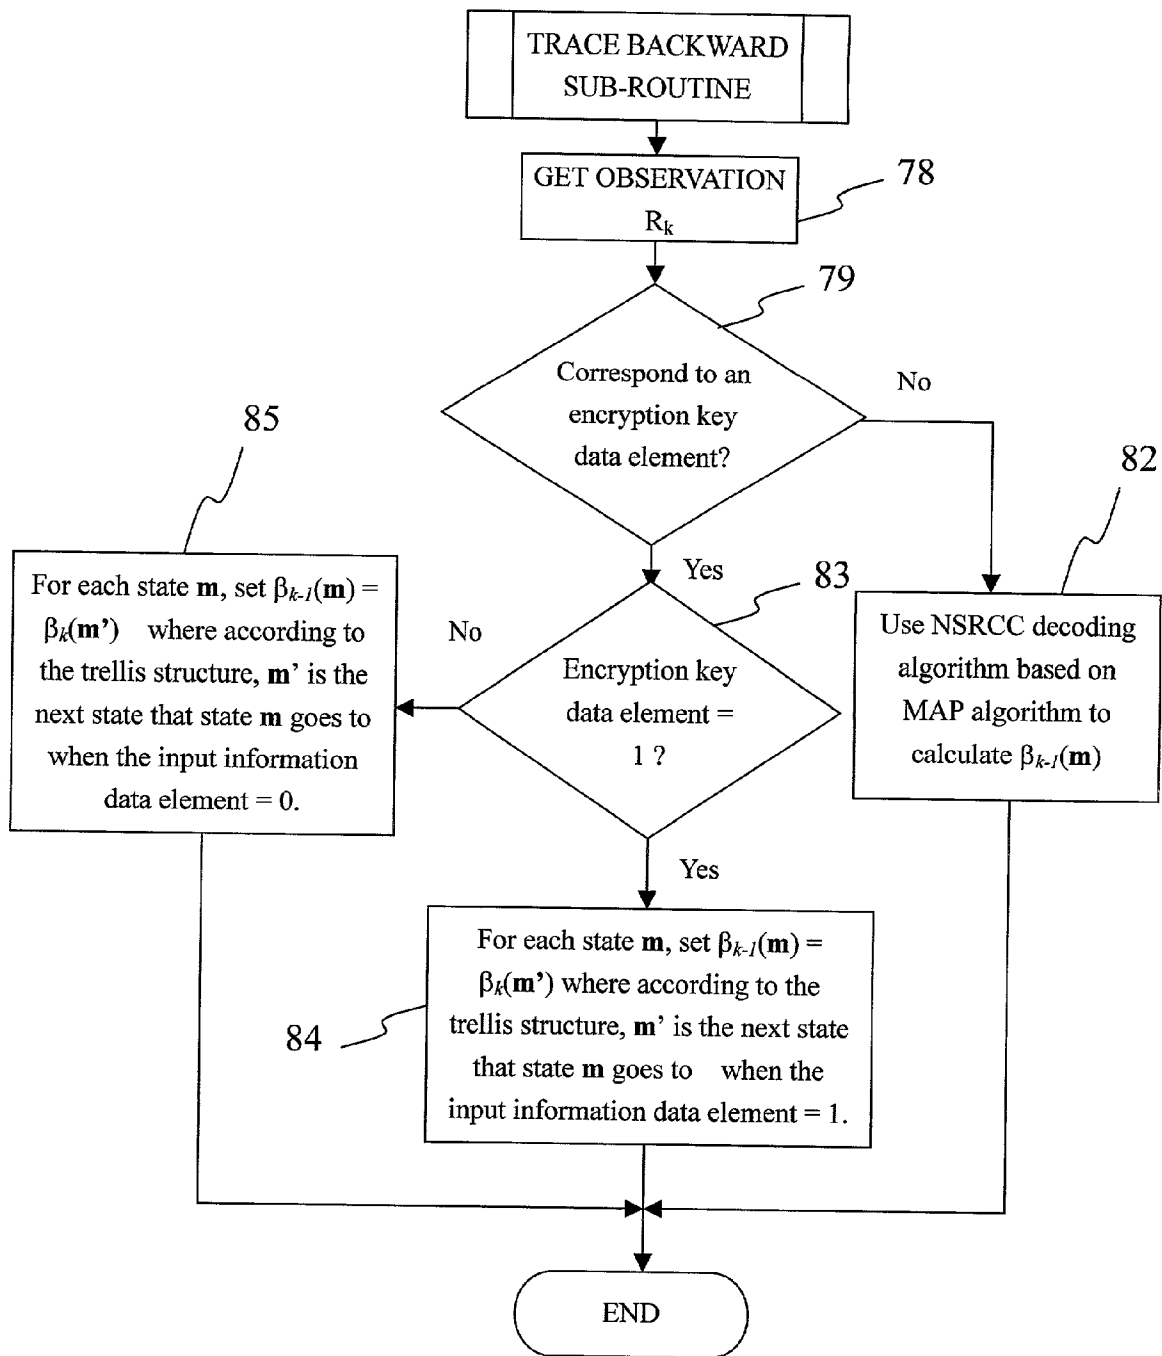 TRACE BACKWARD
SUB-ROUTINE
GET OBSERVATION
Rk
78
79
Correspond to an
encryption key
data element?
No
Yes
85
82
83
For each state m, set βk-1(m) =
βk(m’) where according to
the trellis structure, m’ is the
next state that state m goes to
when the input information
data element = 0.
No
Encryption key
data element =
1 ?
Use NSRCC decoding
algorithm based on
MAP algorithm to
calculate βk-1(m)
Yes
For each state m, set βk-1(m) =
βk(m’) where according to the
trellis structure, m’ is the next state
that state m goes to when the
input information data element = 1.
84
END